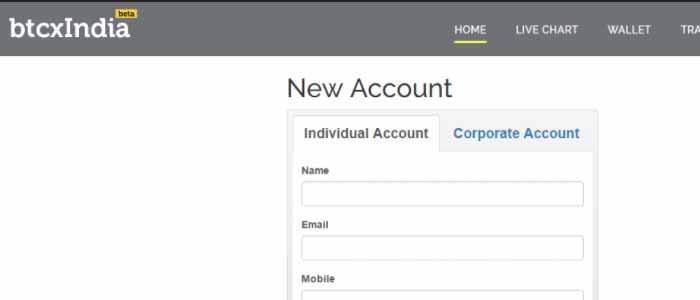 beta
btcxIndia
HOME LIVE CHART WALLET TRA
New Account
Individual Account Corporate Account
Name
Email
Mobile